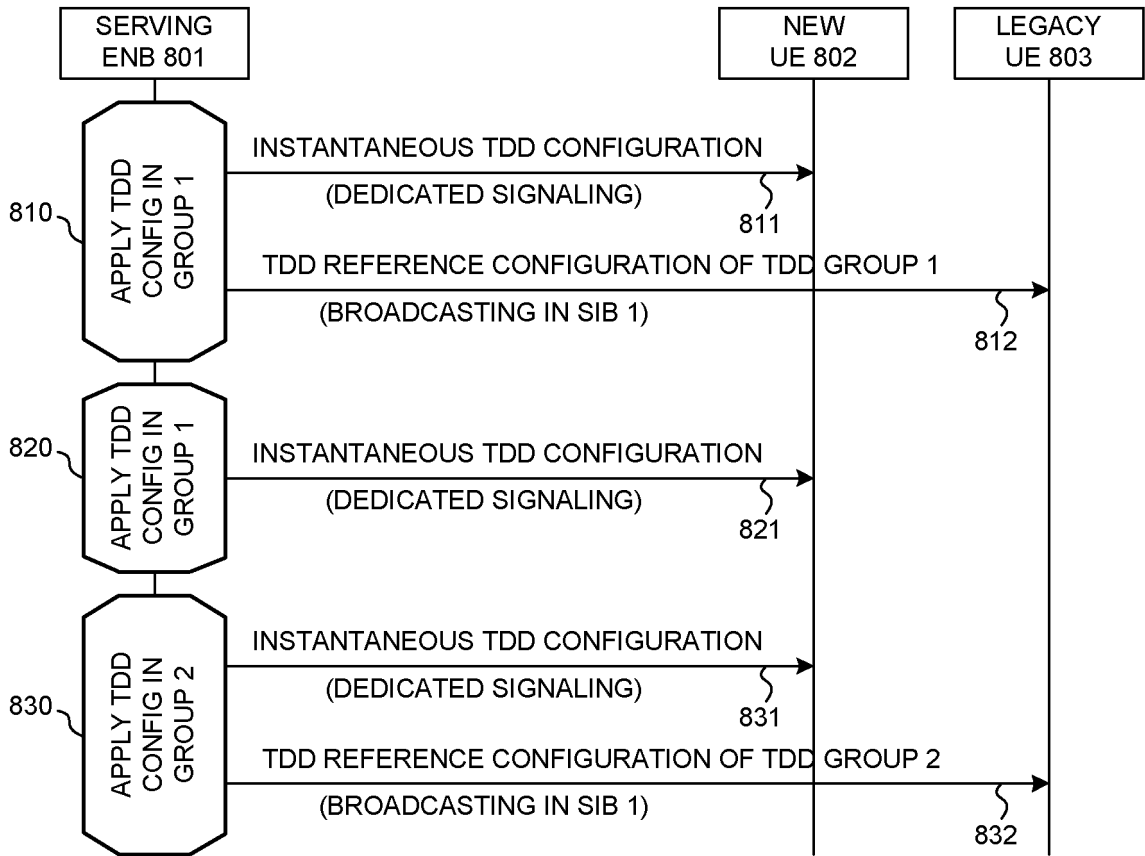 SERVING
ENB 801
NEW
UE 802
LEGACY
UE 803
810
APPLY TDD
CONFIG IN
GROUP 1
INSTANTANEOUS TDD CONFIGURATION
(DEDICATED SIGNALING)
811
TDD REFERENCE CONFIGURATION OF TDD GROUP 1
(BROADCASTING IN SIB 1)
812
820
APPLY TDD
CONFIG IN
GROUP 1
INSTANTANEOUS TDD CONFIGURATION
(DEDICATED SIGNALING)
821
830
APPLY TDD
CONFIG IN
GROUP 2
INSTANTANEOUS TDD CONFIGURATION
(DEDICATED SIGNALING)
831
TDD REFERENCE CONFIGURATION OF TDD GROUP 2
(BROADCASTING IN SIB 1)
832